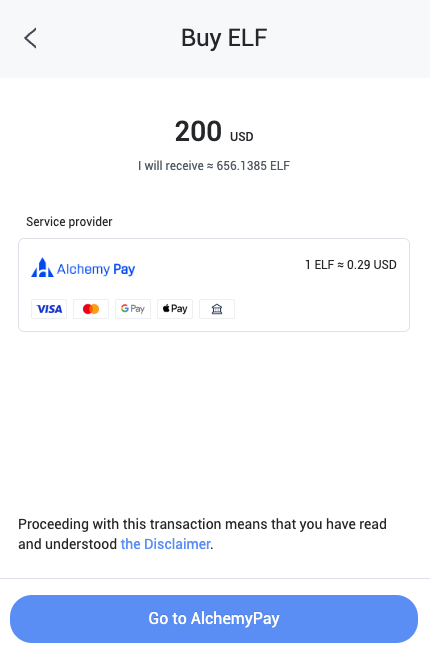 Buy ELF
200 USD
I will receive ≈ 656.1385 ELF
Service provider
Alchemy Pay
1 ELF ≈ 0.29 USD
VISA
G Pay
Pay
Proceeding with this transaction means that you have read
and understood the Disclaimer.
Go to AlchemyPay